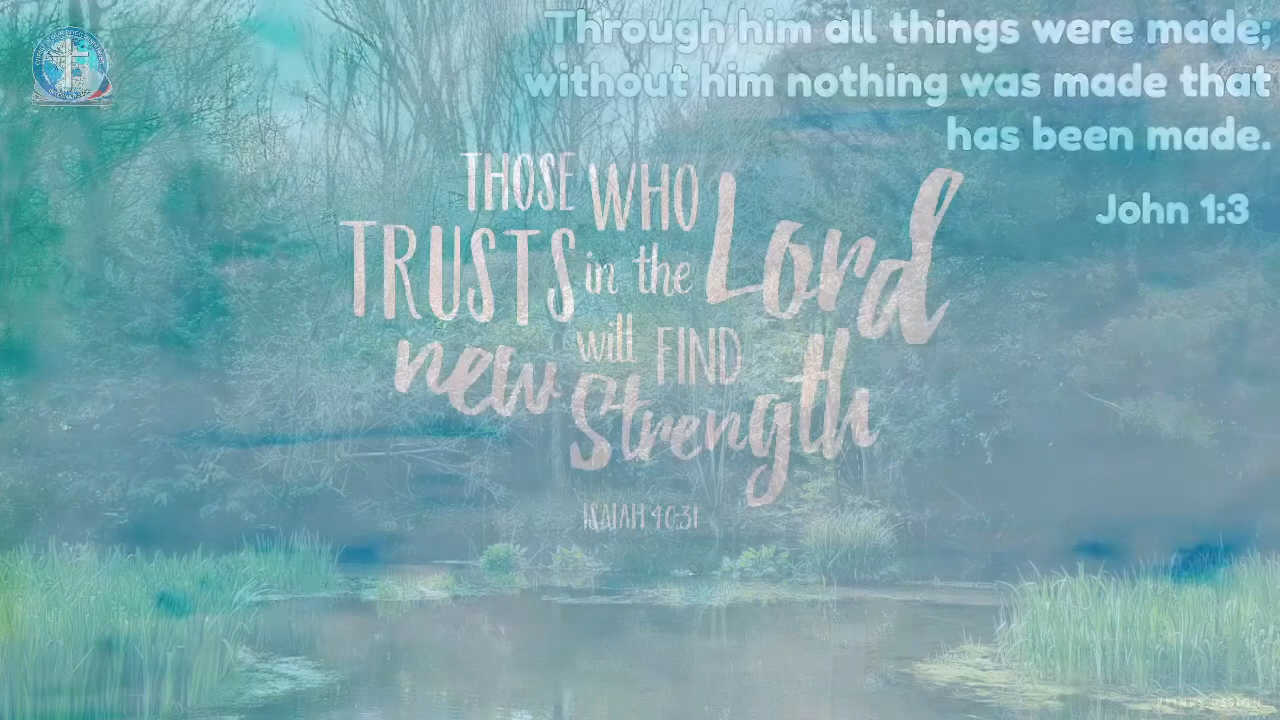 Through him all things were made;
without him nothing was made that
has been made.
John 1:3
THOSE WHO
TRUSTS in the Lord
will FIND
new Strength
ISAIAH 40:31